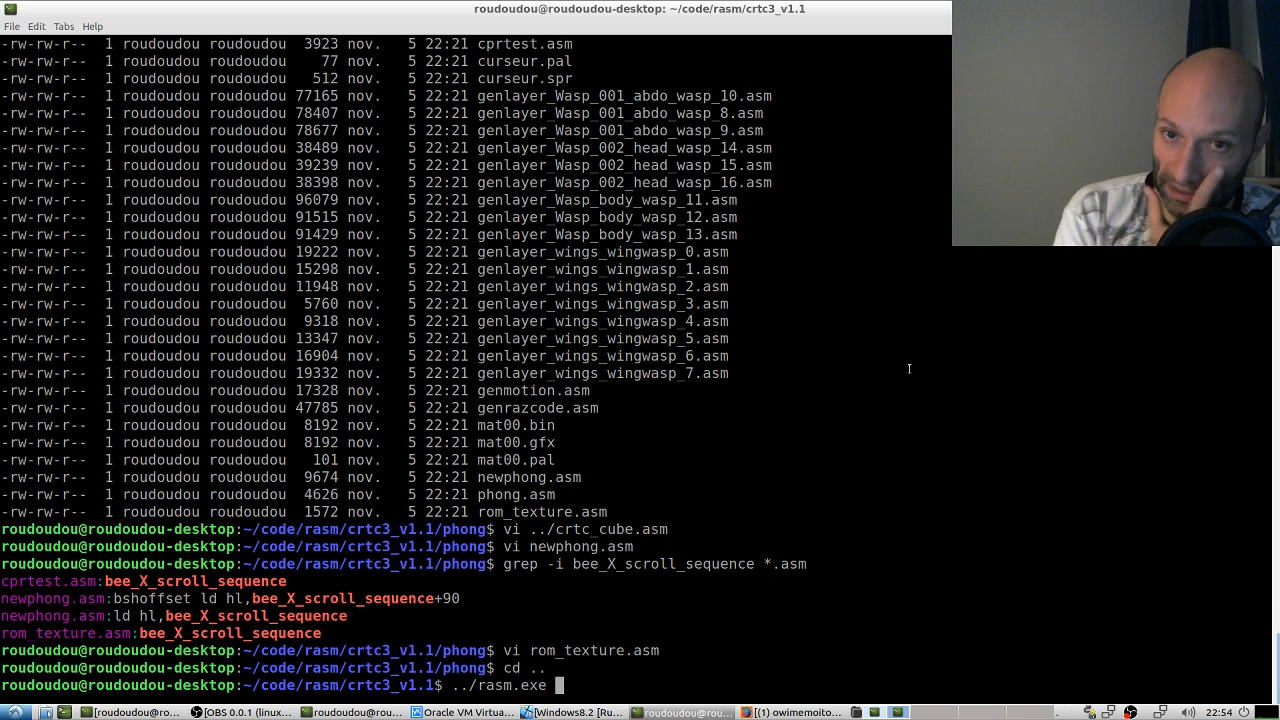 roudoudou@roudoudou-desktop: ~/code/rasm/crtc3_v1.1
File Edit Tabs Help
-rw-rw-r-- 1 roudoudou roudoudou 3923 nov. 5 22:21 cprtest.asm
-rw-rw-r-- 1 roudoudou roudoudou 77 nov. 5 22:21 curseur.pal
-rw-rw-r-- 1 roudoudou roudoudou 512 nov. 5 22:21 curseur.spr
-rw-rw-r-- 1 roudoudou roudoudou 77165 nov. 5 22:21 genlayer_Wasp_001_abdo_wasp_10.asm
-rw-rw-r-- 1 roudoudou roudoudou 78407 nov. 5 22:21 genlayer_Wasp_001_abdo_wasp_8.asm
-rw-rw-r-- 1 roudoudou roudoudou 78677 nov. 5 22:21 genlayer_Wasp_001_abdo_wasp_9.asm
-rw-rw-r-- 1 roudoudou roudoudou 38489 nov. 5 22:21 genlayer_Wasp_002_head_wasp_14.asm
-rw-rw-r-- 1 roudoudou roudoudou 39239 nov. 5 22:21 genlayer_Wasp_002_head_wasp_15.asm
-rw-rw-r-- 1 roudoudou roudoudou 38398 nov. 5 22:21 genlayer_Wasp_002_head_wasp_16.asm
-rw-rw-r-- 1 roudoudou roudoudou 96079 nov. 5 22:21 genlayer_Wasp_body_wasp_11.asm
-rw-rw-r-- 1 roudoudou roudoudou 91515 nov. 5 22:21 genlayer_Wasp_body_wasp_12.asm
-rw-rw-r-- 1 roudoudou roudoudou 91429 nov. 5 22:21 genlayer_Wasp_body_wasp_13.asm
-rw-rw-r-- 1 roudoudou roudoudou 19222 nov. 5 22:21 genlayer_wings_wingwasp_0.asm
-rw-rw-r-- 1 roudoudou roudoudou 15298 nov. 5 22:21 genlayer_wings_wingwasp_1.asm
-rw-rw-r-- 1 roudoudou roudoudou 11948 nov. 5 22:21 genlayer_wings_wingwasp_2.asm
-rw-rw-r-- 1 roudoudou roudoudou 5760 nov. 5 22:21 genlayer_wings_wingwasp_3.asm
-rw-rw-r-- 1 roudoudou roudoudou 9318 nov. 5 22:21 genlayer_wings_wingwasp_4.asm
-rw-rw-r-- 1 roudoudou roudoudou 13347 nov. 5 22:21 genlayer_wings_wingwasp_5.asm
-rw-rw-r-- 1 roudoudou roudoudou 16904 nov. 5 22:21 genlayer_wings_wingwasp_6.asm
-rw-rw-r-- 1 roudoudou roudoudou 19332 nov. 5 22:21 genlayer_wings_wingwasp_7.asm
-rw-rw-r-- 1 roudoudou roudoudou 17328 nov. 5 22:21 genmotion.asm
-rw-rw-r-- 1 roudoudou roudoudou 47785 nov. 5 22:21 genrazcode.asm
-rw-rw-r-- 1 roudoudou roudoudou 8192 nov. 5 22:21 mat00.bin
-rw-rw-r-- 1 roudoudou roudoudou 8192 nov. 5 22:21 mat00.gfx
-rw-rw-r-- 1 roudoudou roudoudou 101 nov. 5 22:21 mat00.pal
-rw-rw-r-- 1 roudoudou roudoudou 9674 nov. 5 22:21 newphong.asm
-rw-rw-r-- 1 roudoudou roudoudou 4626 nov. 5 22:21 phong.asm
-rw-rw-r-- 1 roudoudou roudoudou 1572 nov. 5 22:21 rom_texture.asm
roudoudou@roudoudou-desktop:~/code/rasm/crtc3_v1.1/phong$ vi ../crtc_cube.asm
roudoudou@roudoudou-desktop:~/code/rasm/crtc3_v1.1/phong$ vi newphong.asm
roudoudou@roudoudou-desktop:~/code/rasm/crtc3_v1.1/phong$ grep -i bee_X_scroll_sequence *.asm
cprtest.asm:bee_X_scroll_sequence
newphong.asm:bshoffset ld hl,bee_X_scroll_sequence+90
newphong.asm:ld hl,bee_X_scroll_sequence
rom_texture.asm:bee_X_scroll_sequence
roudoudou@roudoudou-desktop:~/code/rasm/crtc3_v1.1/phong$ vi rom_texture.asm
roudoudou@roudoudou-desktop:~/code/rasm/crtc3_v1.1/phong$ cd ..
roudoudou@roudoudou-desktop:~/code/rasm/crtc3_v1.1$ ../rasm.exe
[roudoudou@ro... [OBS 0.0.1 (linux... roudoudou@rou... Oracle VM Virtua... [Windows8.2 [Ru... roudoudou@rou... [(1) owimemoito... 22:54